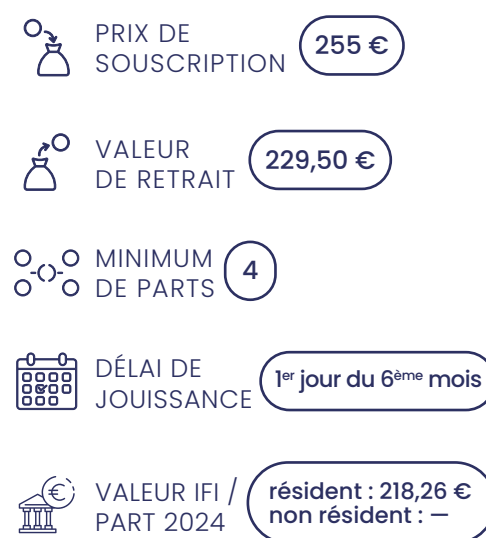 PRIX DE
SOUSCRIPTION
255 €
VALEUR
DE RETRAIT
229,50 €
MINIMUM
DE PARTS
4
DÉLAI DE
JOUISSANCE
1er jour du 6ème mois
VALEUR IFI /
PART 2024
résident : 218,26 €
non résident : —